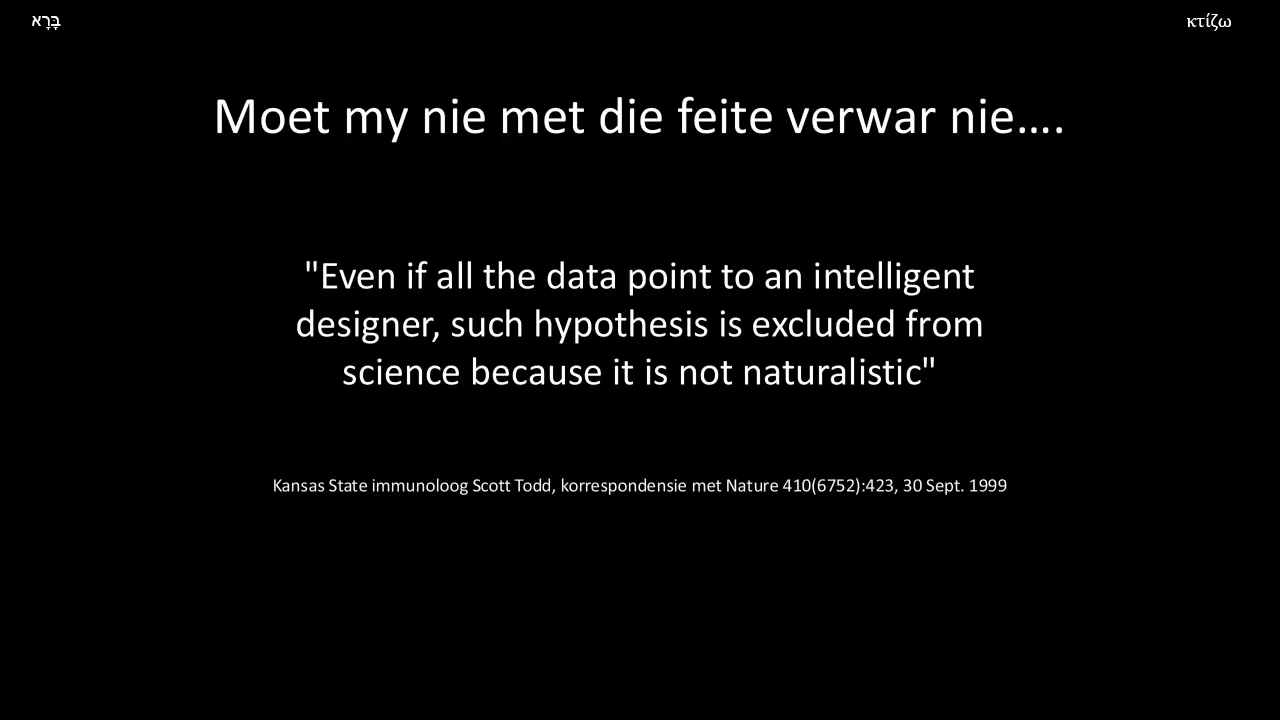 בָּרָא
κτίζω
Moet my nie met die feite verwar nie....
"Even if all the data point to an intelligent
designer, such hypothesis is excluded from
science because it is not naturalistic"
Kansas State immunoloog Scott Todd, korrespondensie met Nature 410(6752):423, 30 Sept. 1999